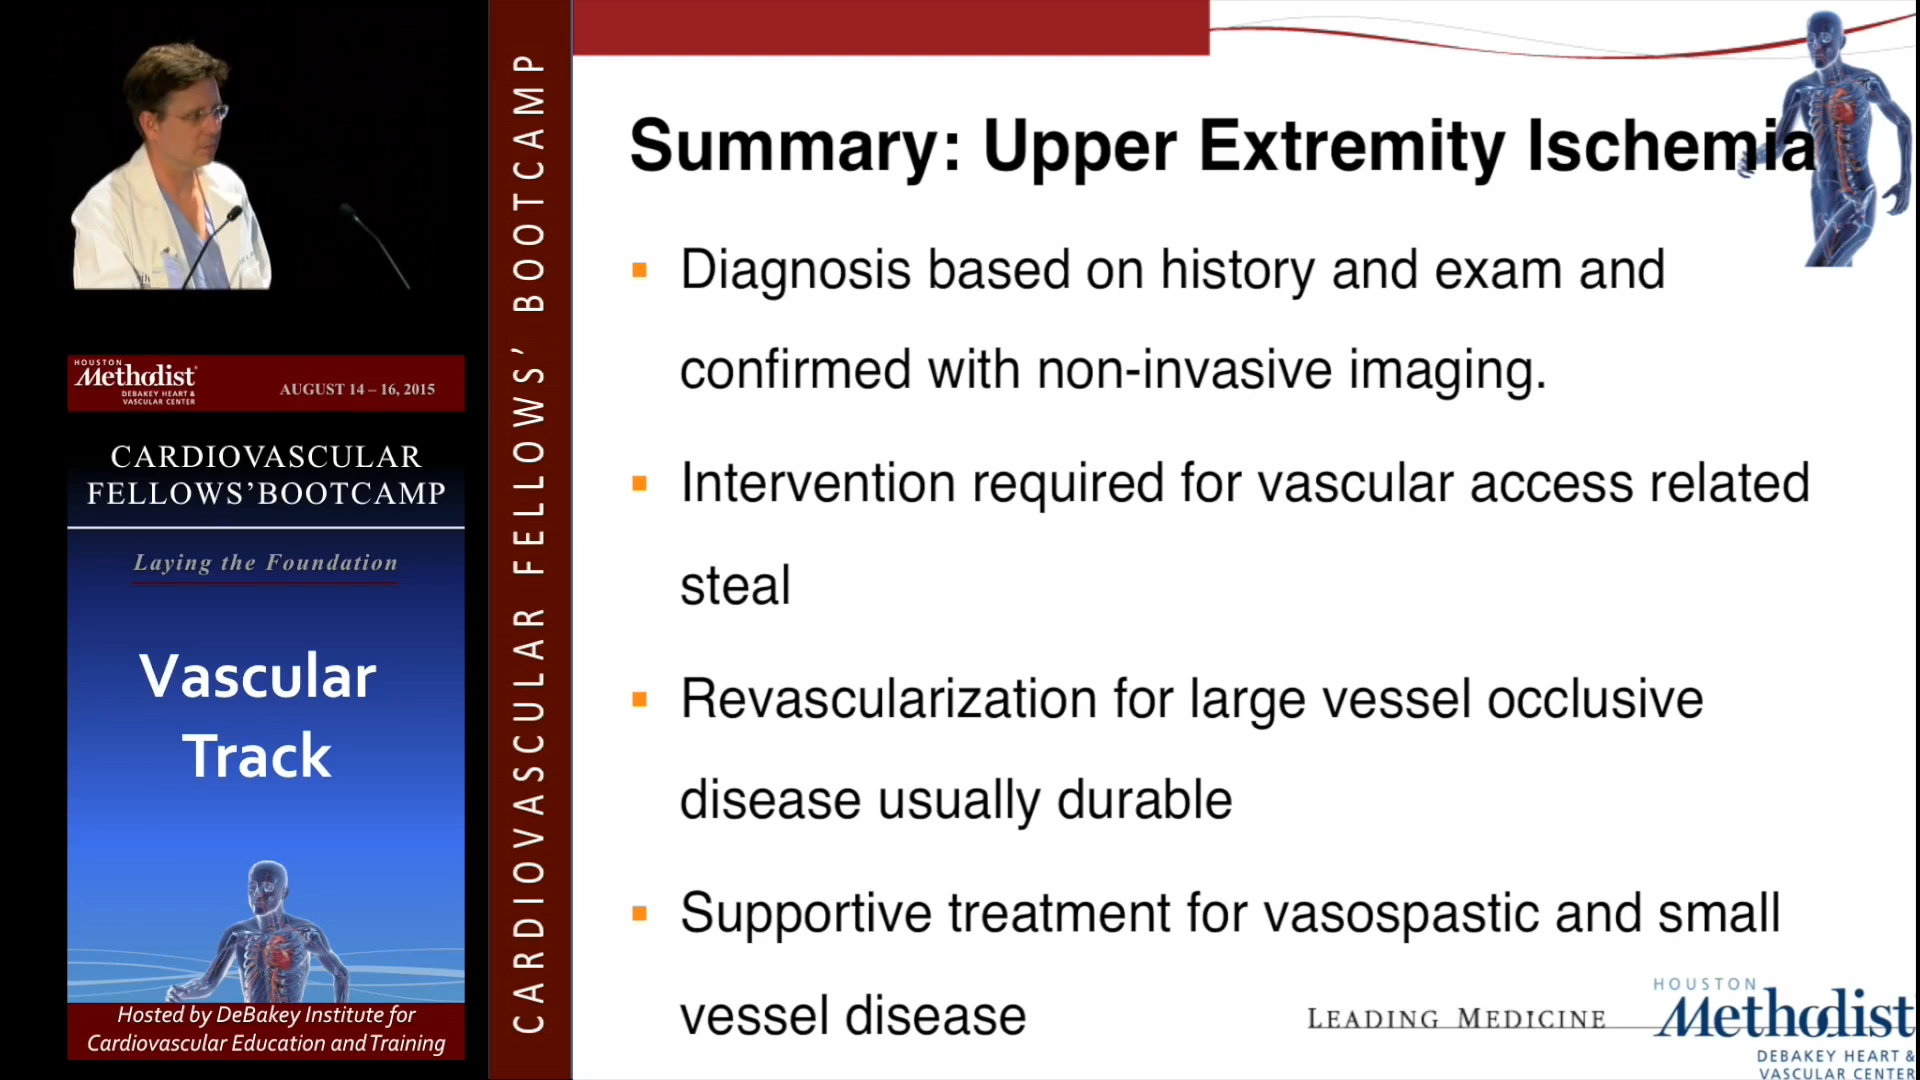 HOUSTON
Methodist
DEBAKEY HEART &
VASCULAR CENTER
AUGUST 14 – 16, 2015
CARDIOVASCULAR
FELLOWS’BOOTCAMP
Laying the Foundation
Vascular
Track
Hosted by DeBakey Institute for
Cardiovascular Education and Training
CARDIOVASCULAR FELLOWS’ BOOTCAMP
Summary: Upper Extremity Ischemia
Diagnosis based on history and exam and
confirmed with non-invasive imaging.
Intervention required for vascular access related
steal
Revascularization for large vessel occlusive
disease usually durable
Supportive treatment for vasospastic and small
vessel disease
LEADING MEDICINE
HOUSTON
Methodist
DEBAKEY HEART &
VASCULAR CENTER